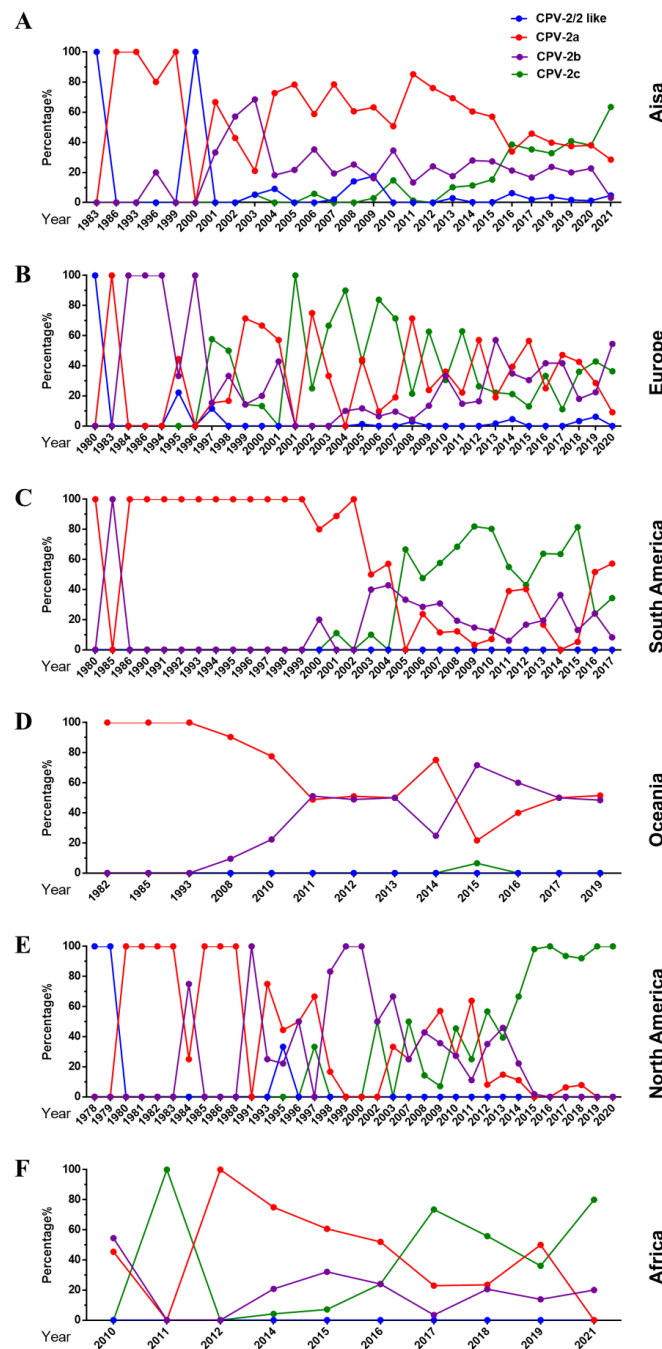 A
CPV-2/2 like
CPV-2a
CPV-2b
CPV-2c
Percentage%
100
80
60
40
20
0
Year
1983 1986 1993 1996 1999 2000 2001 2002 2003 2004 2005 2006 2007 2008 2009 2010 2011 2012 2013 2014 2015 2016 2017 2018 2019 2020 2021
Aisa
B
Percentage%
100
80
60
40
20
0
Year
1980 1983 1984 1986 1994 1995 1996 1997 1998 1999 2000 2001 2001 2002 2003 2004 2005 2006 2007 2008 2009 2010 2011 2012 2013 2014 2015 2016 2017 2018 2019 2020
Europe
C
Percentage%
100
80
60
40
20
0
Year
1980 1985 1986 1990 1991 1992 1993 1994 1995 1996 1997 1998 1999 2000 2001 2002 2003 2004 2005 2006 2007 2008 2009 2010 2011 2012 2013 2014 2015 2016 2017
South America
D
Percentage%
100
80
60
40
20
0
Year
1982 1985 1993 2008 2010 2011 2012 2013 2014 2015 2016 2017 2019
Oceania
E
Percentage%
100
80
60
40
20
0
Year
1978 1979 1980 1981 1982 1983 1984 1985 1986 1988 1991 1993 1995 1996 1997 1998 1999 2000 2002 2003 2007 2008 2009 2010 2011 2012 2013 2014 2015 2016 2017 2018 2019 2020
North America
F
Percentage%
100
80
60
40
20
0
Year
2010 2011 2012 2014 2015 2016 2017 2018 2019 2021
Africa